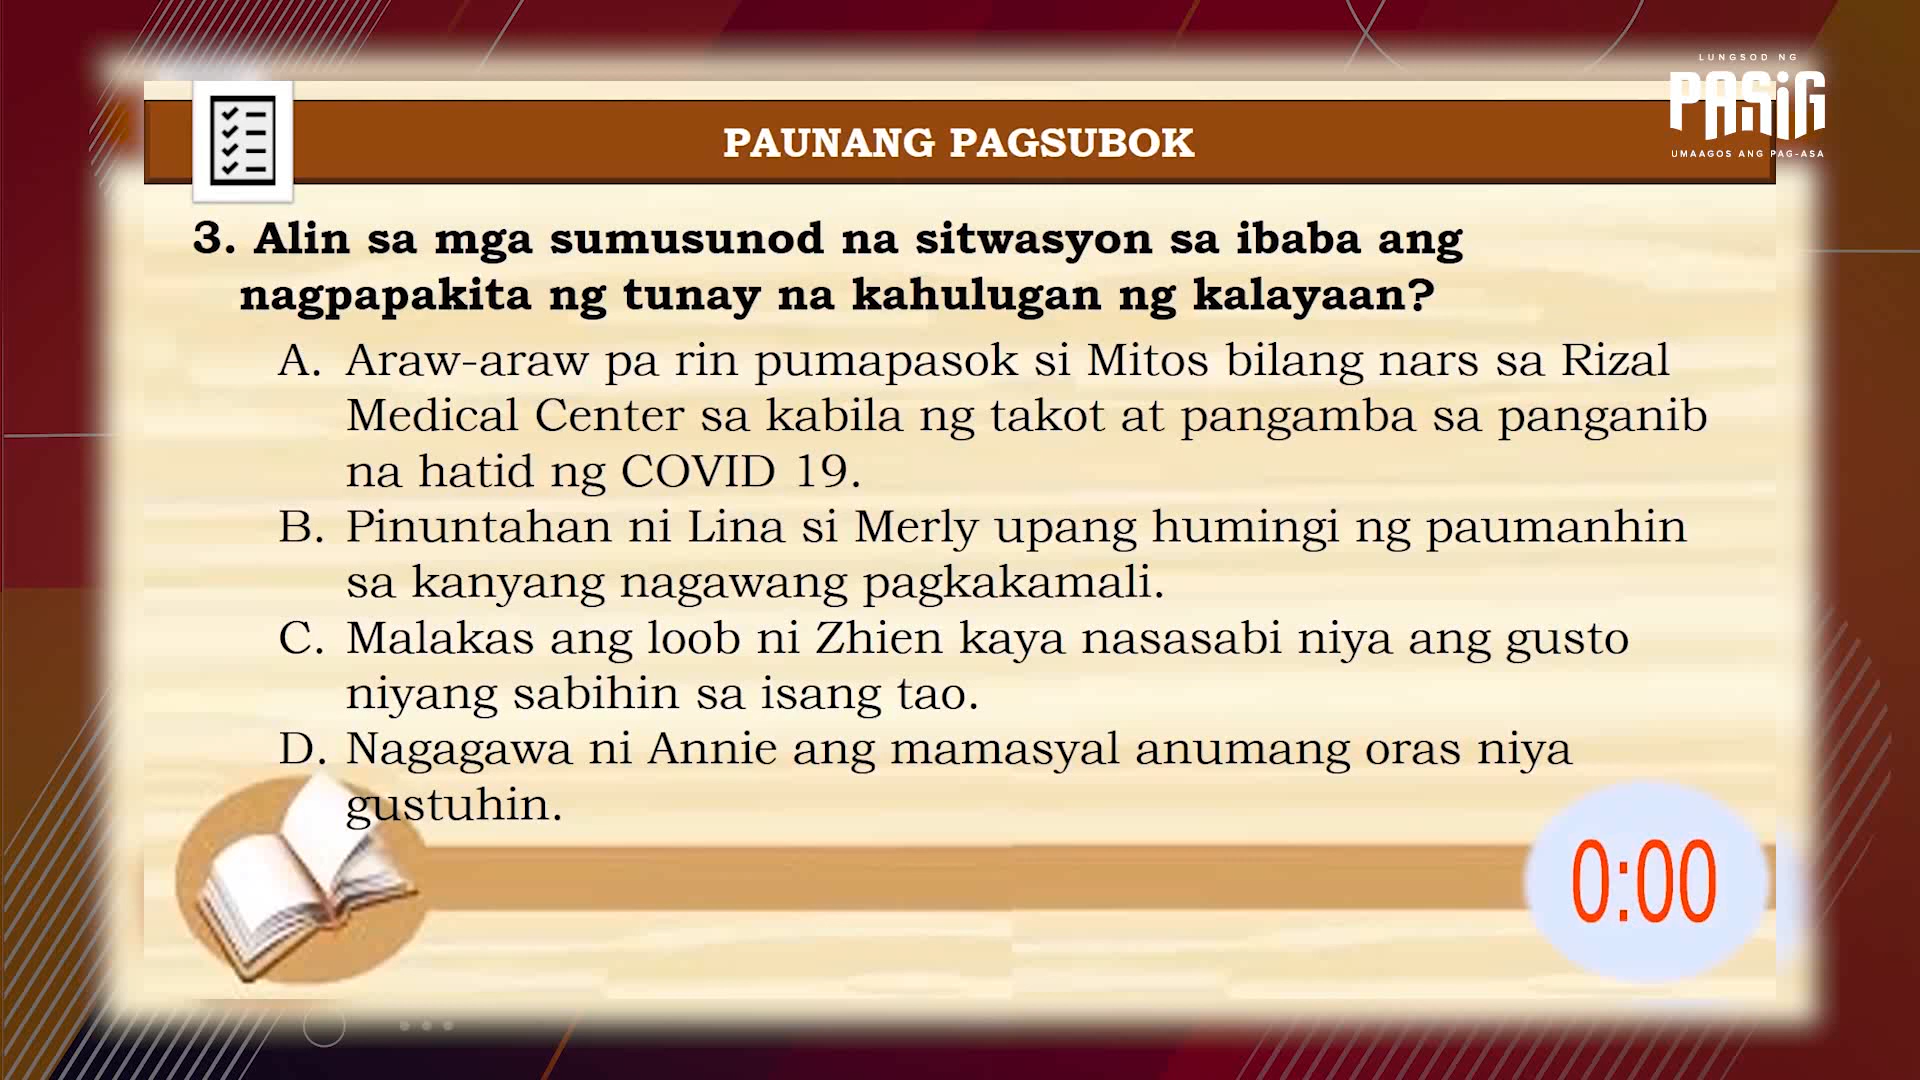 LUNGSOD NG
PASIG
UMAAGOS ANG PAG-ASA
PAUNANG PAGSUBOK
3. Alin sa mga sumusunod na sitwasyon sa ibaba ang
nagpapakita ng tunay na kahulugan ng kalayaan?
A. Araw-araw pa rin pumapasok si Mitos bilang nars sa Rizal
Medical Center sa kabila ng takot at pangamba sa panganib
na hatid ng COVID 19.
B. Pinuntahan ni Lina si Merly upang humingi ng paumanhin
sa kanyang nagawang pagkakamali.
C. Malakas ang loob ni Zhien kaya nasasabi niya ang gusto
niyang sabihin sa isang tao.
D. Nagagawa ni Annie ang mamasyal anumang oras niya
gustuhin.
0:00